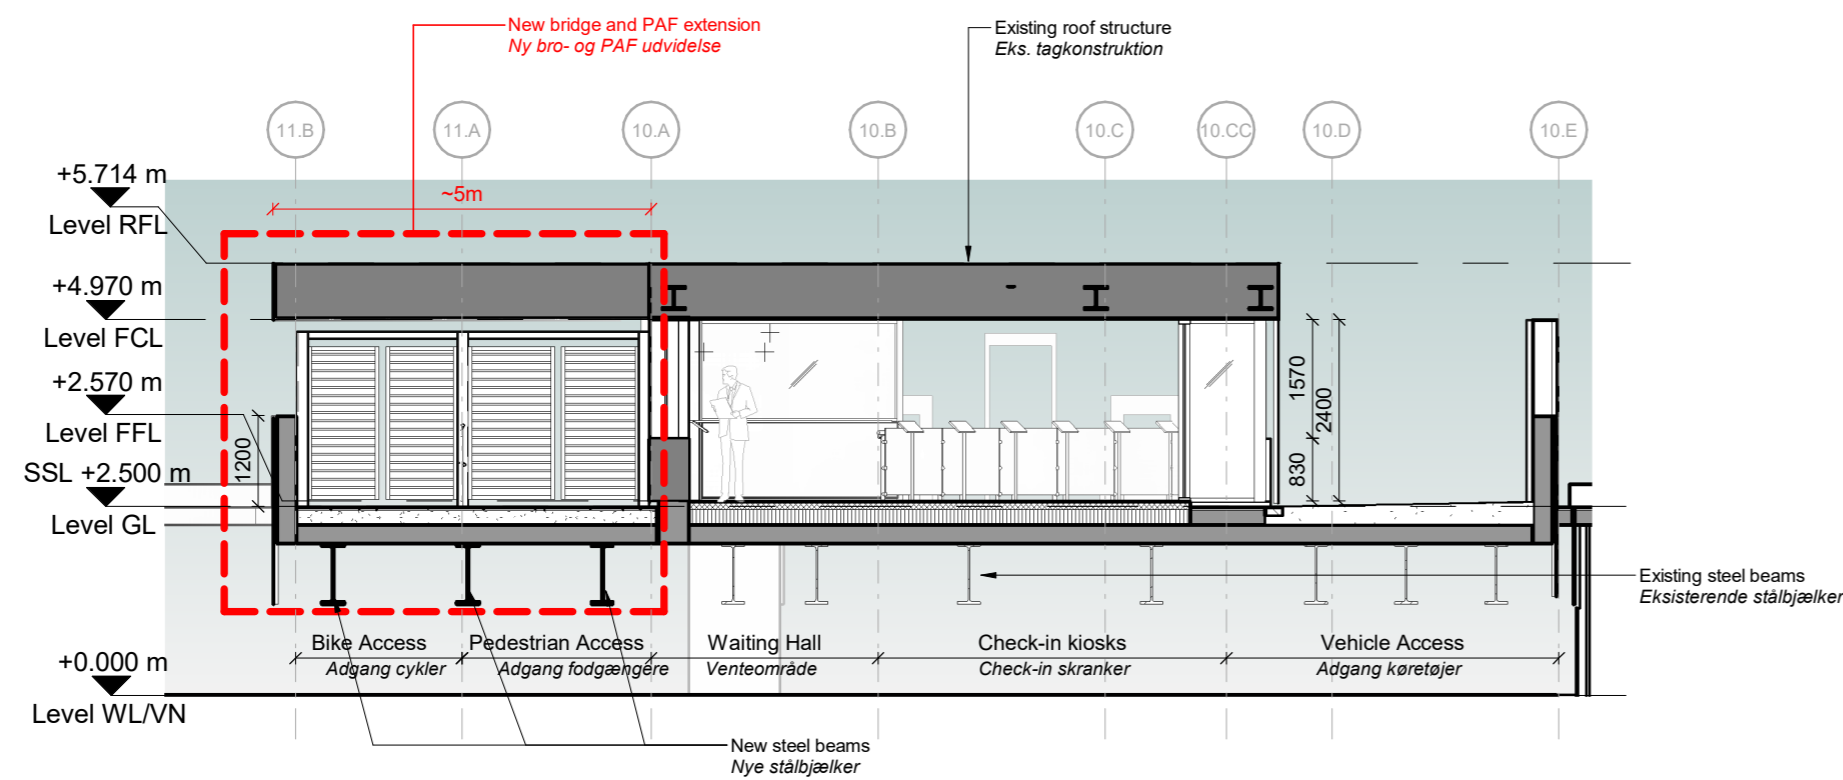 New bridge and PAF extension
Ny bro- og PAF udvidelse
Existing roof structure
Eks. tagkonstruktion
11.B
11.A
10.A
10.B
10.C
10.CC
10.D
10.E
+5.714 m
Level RFL
~5m
+4.970 m
Level FCL
+2.570 m
Level FFL
1200
SSL +2.500 m
Level GL
1570
2400
830
Existing steel beams
Eksisterende stålbjælker
Bike Access
Adgang cykler
Pedestrian Access
Adgang fodgængere
Waiting Hall
Venteområde
Check-in kiosks
Check-in skranker
Vehicle Access
Adgang køretøjer
+0.000 m
Level WL/VN
New steel beams
Nye stålbjælker